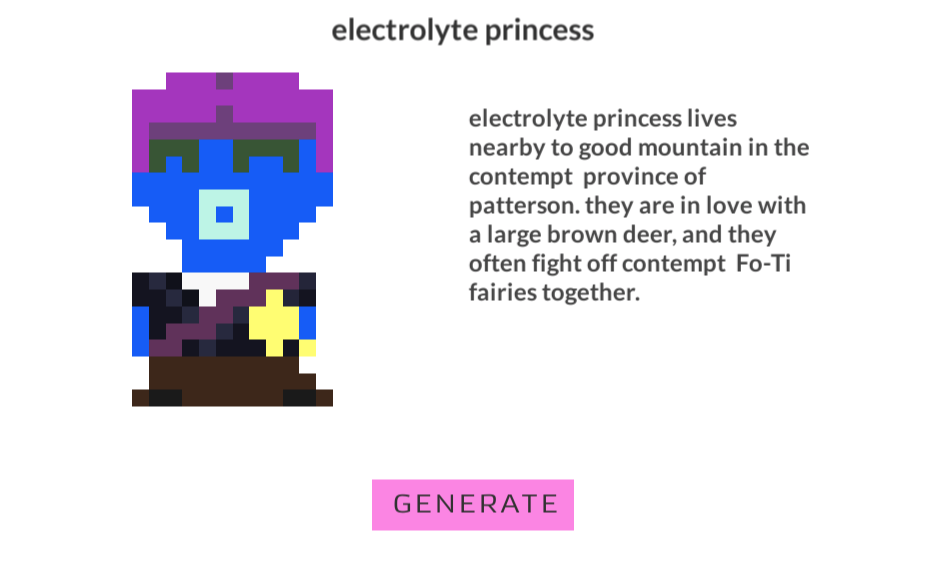 electrolyte princess
electrolyte princess lives
nearby to good mountain in the
contempt  province of
patterson. they are in love with
a large brown deer, and they
often fight off contempt  Fo-Ti
fairies together.
GENERATE